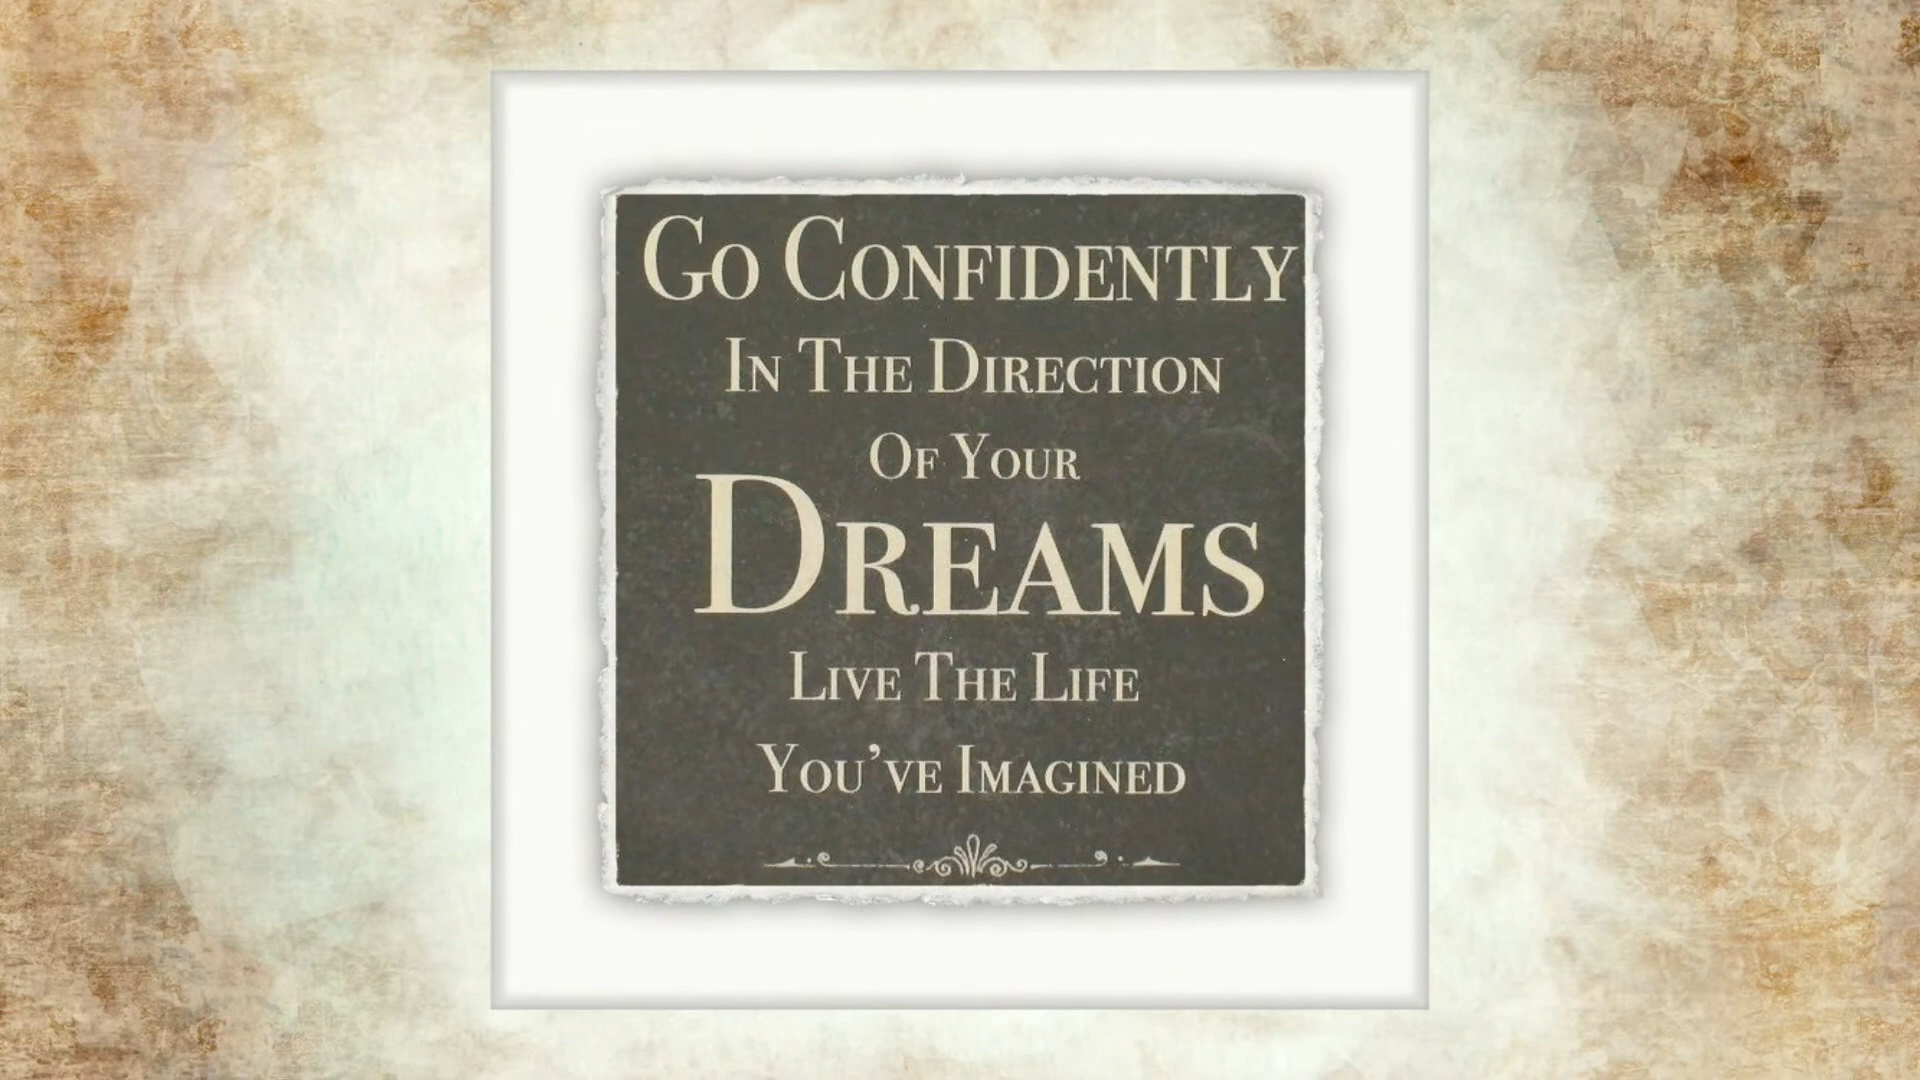 Go Confidently
In The Direction
Of Your
Dreams
Live The Life
You've Imagined